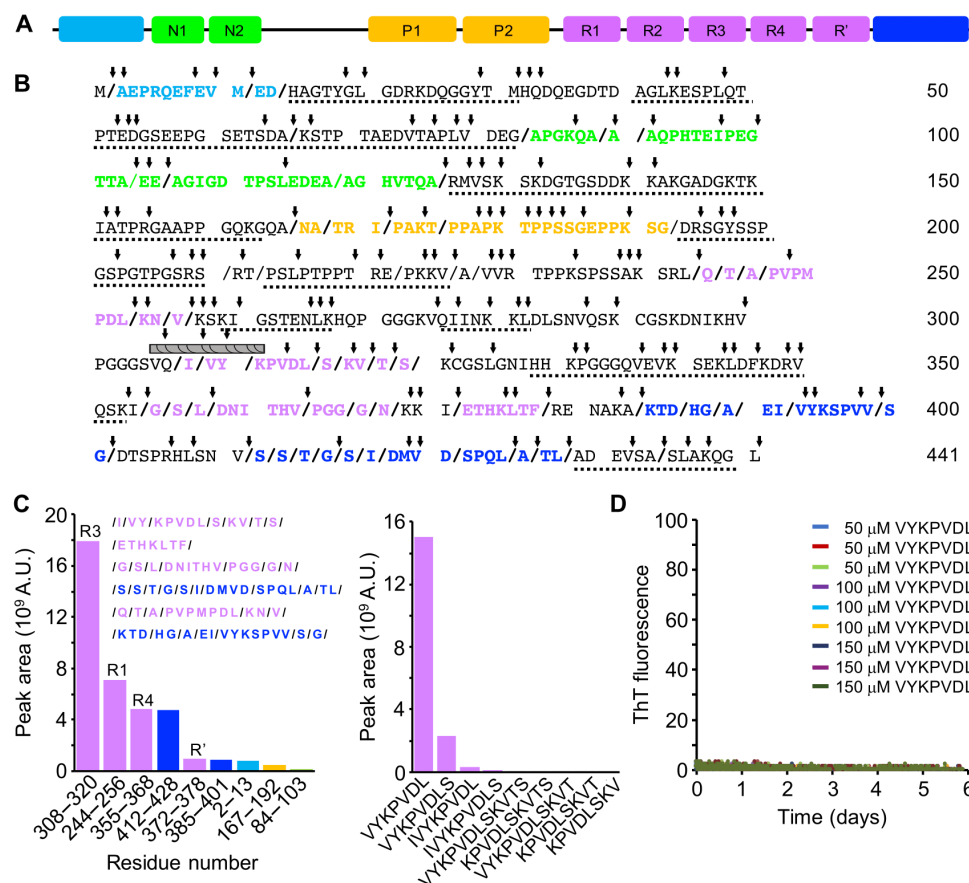 A
N1 N2 P1 P2 R1 R2 R3 R4 R'
B
M/AEPRQEFEV M/ED/HAGTYGL GDRKDQGGYT MHQDQEGDTD AGLKESPLQT 50
PTEDGSEEPG SETSDA/KSTP TAEDVTAPLV DEG/APGKQA/A /AQPHTEIPEG 100
TTA/EE/AGIGD TPSLEDEA/AG HVTQA/RMVSK SKDGTGSDDK KAKGADGKTK 150
IATPRGAAPP GQKGQA/NA/TR I/PAKT/PPAPK TPPSSGEPPK SG/DRSGYSSP 200
GSPGTPGSRS /RT/PSLPTPPT RE/PKKV/A/VVR TPPKSPSSAK SRL/Q/T/A/PVPM 250
PDL/KN/V/KSKI GSTENLKHQP GGGKVQIINK KLDLSNVQSK CGSKDNIKHV 300
PGGGSVQ/I/VY /KPVDL/S/KV/T/S/ KCGSLGNIHH KPGGGQVEVK SEKLDFKDRV 350
QSKI/G/S/L/DNI THV/PGG/G/N/KK I/ETHKLTF/RE NAKA/KTD/HG/A/ EI/VYKSPVV/S 400
G/DTSPRHLSN V/S/S/T/G/S/I/DMV D/SPQL/A/TL/AD EVSA/SLAKQG L 441
C
/I/VY/KPVDL/S/KV/T/S/
/ETHKLTF/
/G/S/L/DNITHV/PGG/G/N/
/S/S/T/G/S/I/DMVD/SPQL/A/TL/
/Q/T/A/PVPMPDL/KN/V/
/KTD/HG/A/EI/VYKSPVV/S/G/
R3
R1
R4
R'
Peak area (10⁹ A.U.)
20
16
12
8
4
0
308–320 244–256 355–368 412–428 372–378 385–401 2–13 167–192 84–103
Residue number
Peak area (10⁹ A.U.)
16
12
8
4
0
VYKPVDL VYKPVDLS IVYKPVDL IVYKPVDLS VYKPVDLSKVTS KPVDLSKVTS VYKPVDLSKVT KPVDLSKVT KPVDLSKV
D
ThT fluorescence
100
80
60
40
20
0
50 μM VYKPVDL
50 μM VYKPVDL
50 μM VYKPVDL
100 μM VYKPVDL
100 μM VYKPVDL
100 μM VYKPVDL
150 μM VYKPVDL
150 μM VYKPVDL
150 μM VYKPVDL
0 1 2 3 4 5 6
Time (days)